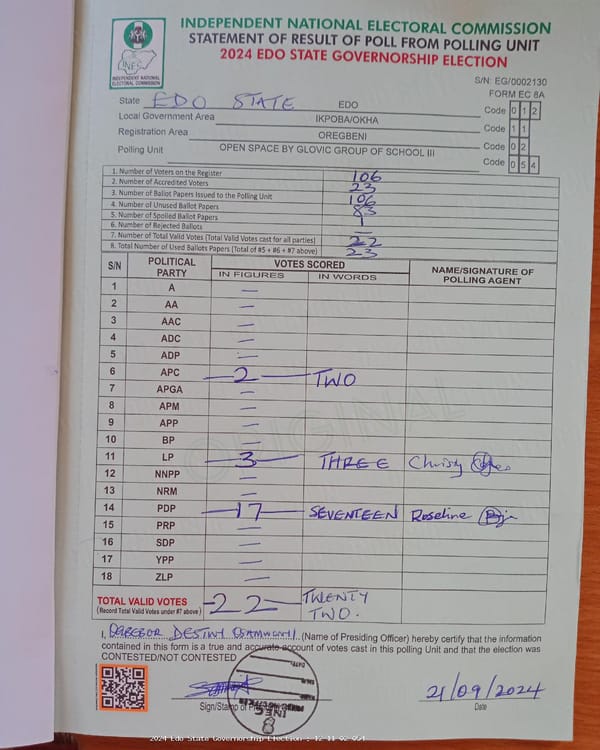 INDEPENDENT NATIONAL ELECTORAL COMMISSION
STATEMENT OF RESULT OF POLL FROM POLLING UNIT
2024 EDO STATE GOVERNORSHIP ELECTION
INEC
INDEPENDENT NATIONAL ELECTORAL COMMISSION
S/N: EG/0002130
FORM EC 8A
State EDO STATE EDO Code 0 1 2
Local Government Area IKPOBA/OKHA Code 1 1
Registration Area OREGBENI Code 0 2
Polling Unit OPEN SPACE BY GLOVIC GROUP OF SCHOOL III Code 0 5 4
1. Number of Voters on the Register 106
2. Number of Accredited Voters 23
3. Number of Ballot Papers Issued to the Polling Unit 106
4. Number of Unused Ballot Papers 83
5. Number of Spoiled Ballot Papers 1
6. Number of Rejected Ballots —
7. Number of Total Valid Votes (Total Valid Votes cast for all parties) 22
8. Total Number of Used Ballots Papers (Total of #5 + #6 + #7 above) 23
S/N POLITICAL PARTY VOTES SCORED NAME/SIGNATURE OF POLLING AGENT
IN FIGURES IN WORDS
1 A —
2 AA —
3 AAC —
4 ADC —
5 ADP —
6 APC 2 TWO
7 APGA —
8 APM —
9 APP —
10 BP —
11 LP 3 THREE Christy
12 NNPP —
13 NRM —
14 PDP 17 SEVENTEEN Roseline
15 PRP —
16 SDP —
17 YPP —
18 ZLP —
ORIGINAL
TOTAL VALID VOTES 22 TWENTY TWO.
(Record Total Valid Votes under #7 above)
I, DESTINY (Name of Presiding Officer) hereby certify that the information
contained in this form is a true and accurate account of votes cast in this polling Unit and that the election was
CONTESTED/NOT CONTESTED
21/09/2024
Sign/Stamp of Date
INEC
8
2024 Edo State Governorship Election : 12-11-02-054